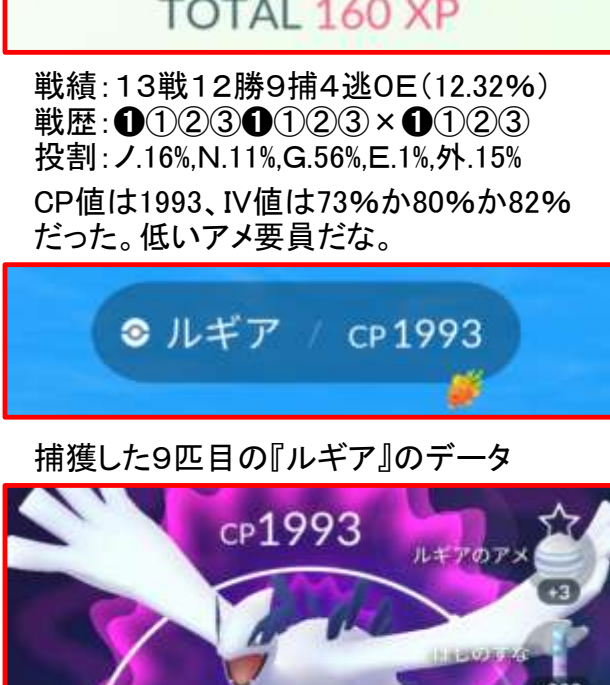 TOTAL 160 XP
戦績:13戦12勝9捕4逃0E(12.32%)
戦歴:❶①②③❶①②③×❶①②③
投割:ノ.16%,N.11%,G.56%,E.1%,外.15%
CP値は1993、IV値は73%か80%か82%
だった。低いアメ要員だな。
ルギア / CP1993
捕獲した9匹目の『ルギア』のデータ
CP1993
ルギアのアメ
+3
ほしのすな